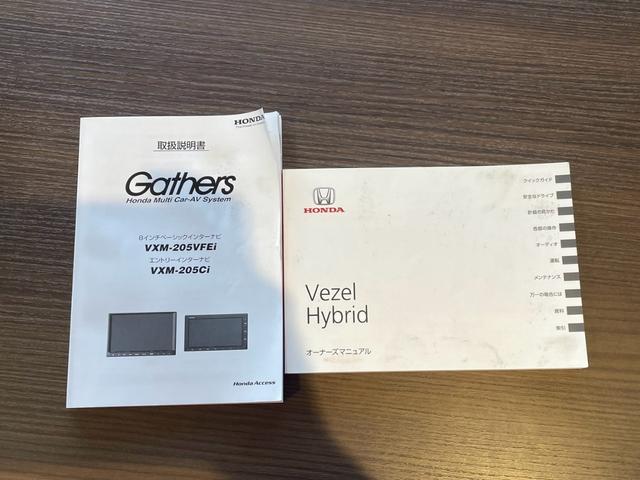 HONDA
取扱説明書
Gathers
Honda Multi Car-AV System
8インチベーシックインターナビ
VXM-205VFEi
エントリーインターナビ
VXM-205Ci
Honda Access
HONDA
Vezel
Hybrid
オーナーズマニュアル
クイックガイド
安全なドライブ
計器の見かた
各部の操作
オーディオ
運転
メンテナンス
万一の場合には
資料
索引